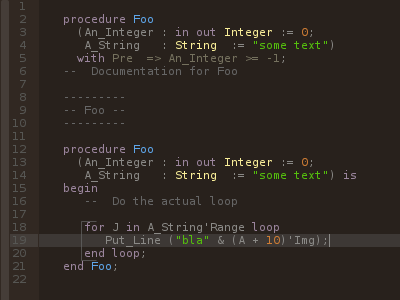 1
2 procedure Foo
3 (An_Integer : in out Integer := 0;
4 A_String : String := "some text")
5 with Pre => An_Integer >= -1;
6 -- Documentation for Foo
7
8 ---------
9 -- Foo --
10 ---------
11
12 procedure Foo
13 (An_Integer : in out Integer := 0;
14 A_String : String := "some text") is
15 begin
16 -- Do the actual loop
17
18 for J in A_String'Range loop
19 Put_Line ("bla" & (A + 10)'Img);
20 end loop;
21 end Foo;
22